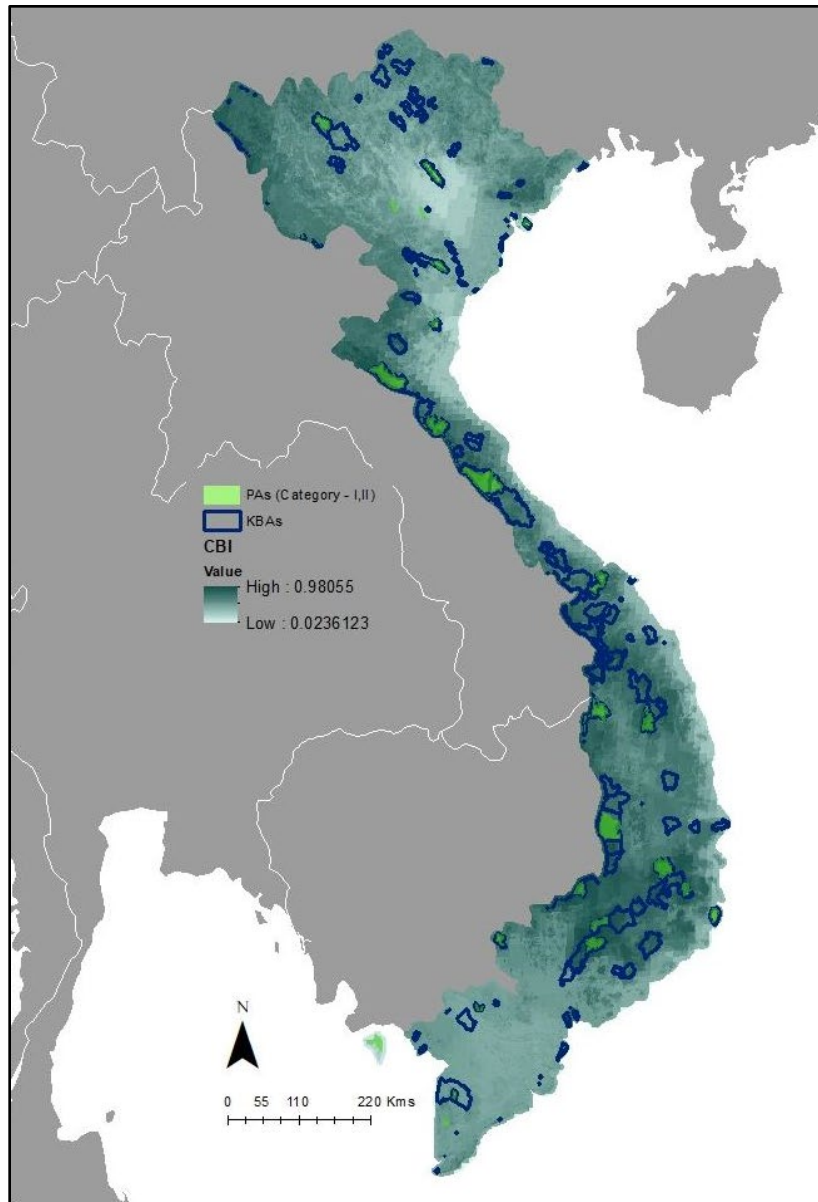 PAs (Category - I,II)
KBAs
CBI
Value
High : 0.98055
Low : 0.0236123
N
0 55 110 220 Kms